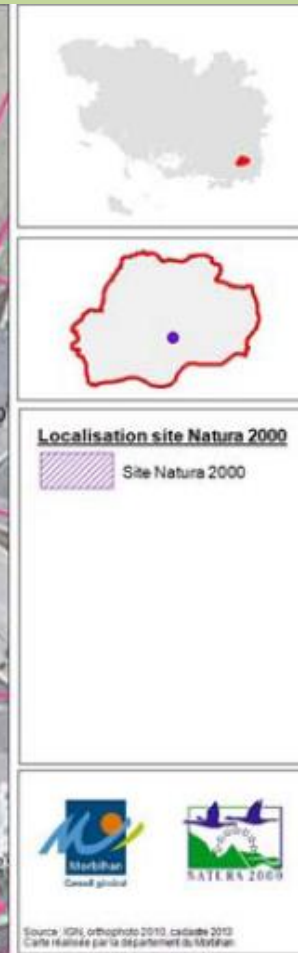 Localisation site Natura 2000
Site Natura 2000
Morbihan
Conseil général
NATURA 2000
Source : IGN, orthophoto 2010, cadastre 2013
Carte réalisée par la département du Morbihan